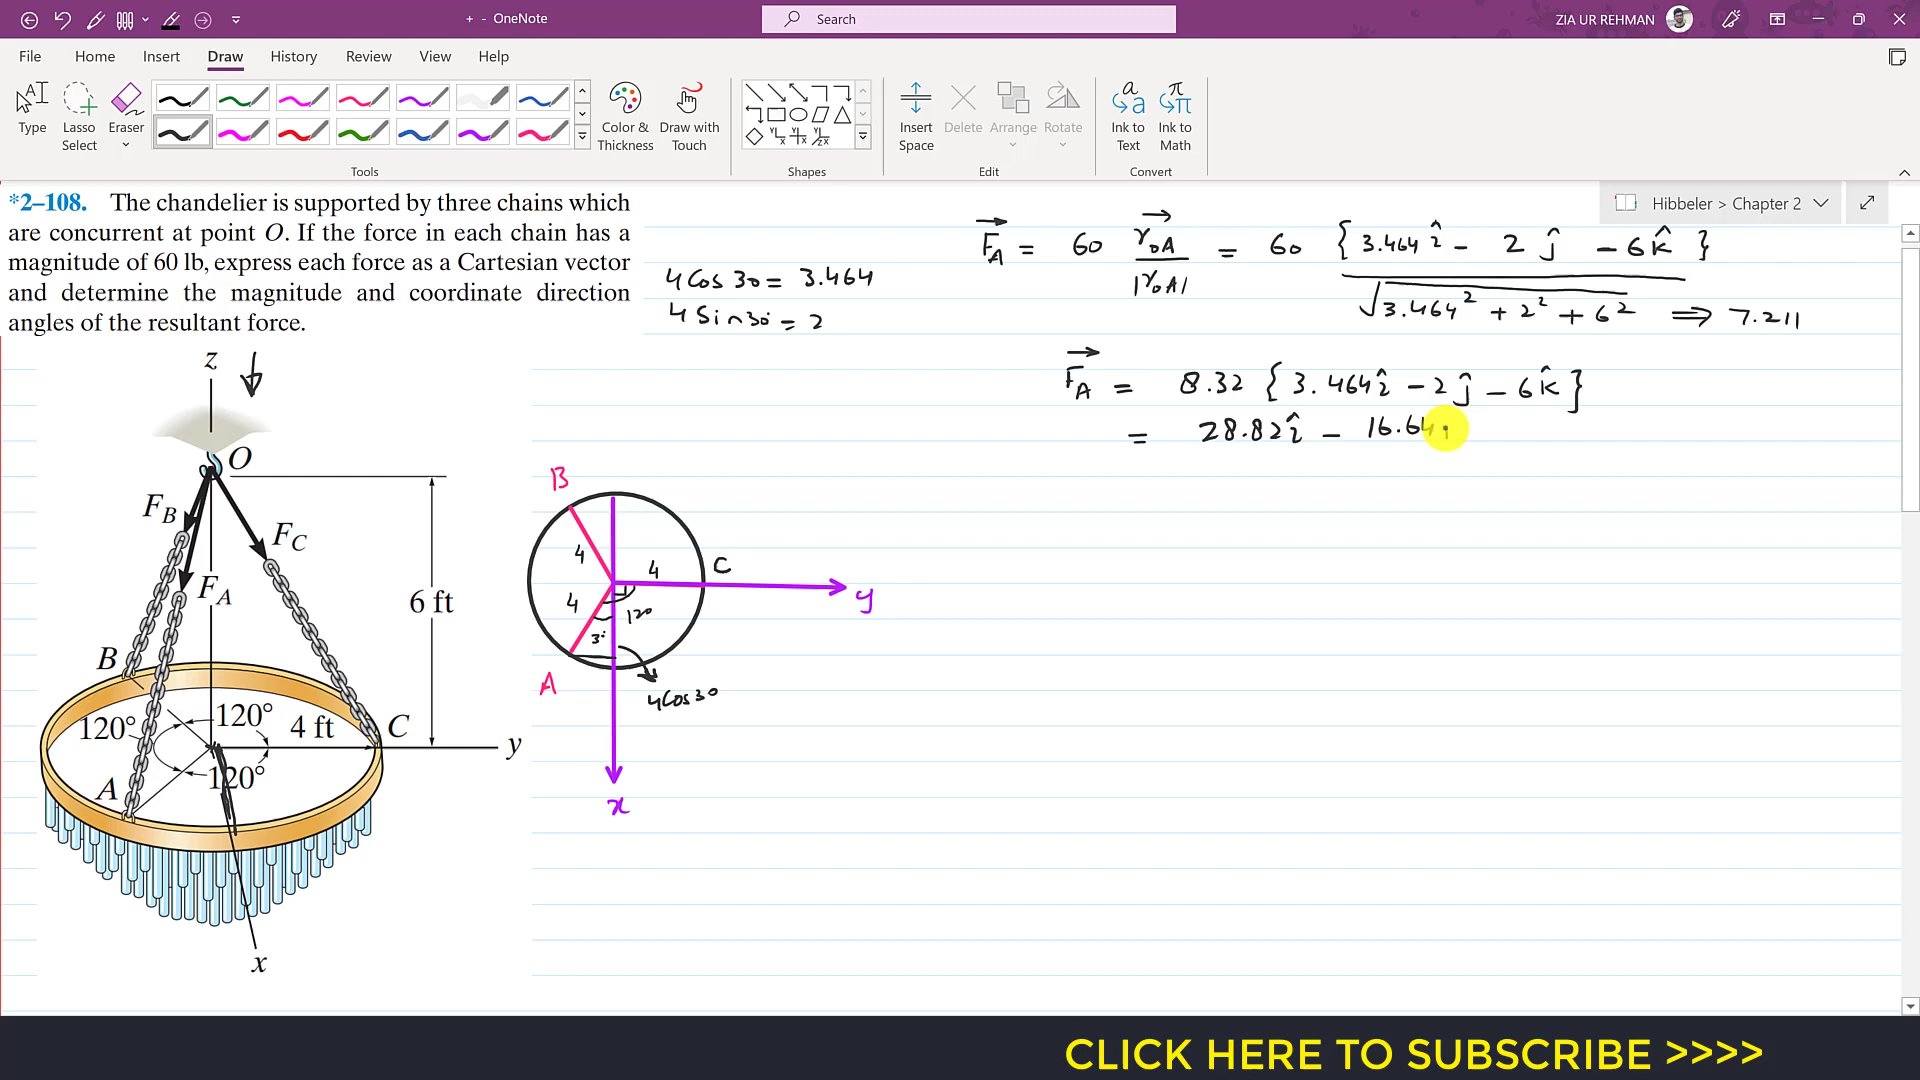 + - OneNote
Search
ZIA UR REHMAN
File Home Insert Draw History Review View Help
Type
Lasso Select
Eraser
Color & Thickness
Draw with Touch
Insert Space
Delete
Arrange
Rotate
Ink to Text
Ink to Math
Tools Shapes Edit Convert
Hibbeler > Chapter 2
*2–108. The chandelier is supported by three chains which
are concurrent at point O. If the force in each chain has a
magnitude of 60 lb, express each force as a Cartesian vector
and determine the magnitude and coordinate direction
angles of the resultant force.
4 Cos 30 = 3.464
4 Sin 30 = 2
F_A = 60 r_OA / |r_OA| = 60 { 3.464 î - 2 ĵ - 6 k̂ } / √3.464² + 2² + 6² ⇒ 7.211
F_A = 8.32 { 3.464 î - 2 ĵ - 6 k̂ }
= 28.82 î - 16.64
z
O
F_B
F_C
F_A
6 ft
B
120°
120°
4 ft
C
y
A
120°
x
B
4
4
C
y
4
120
30
A
4 Cos 30
x
CLICK HERE TO SUBSCRIBE >>>>